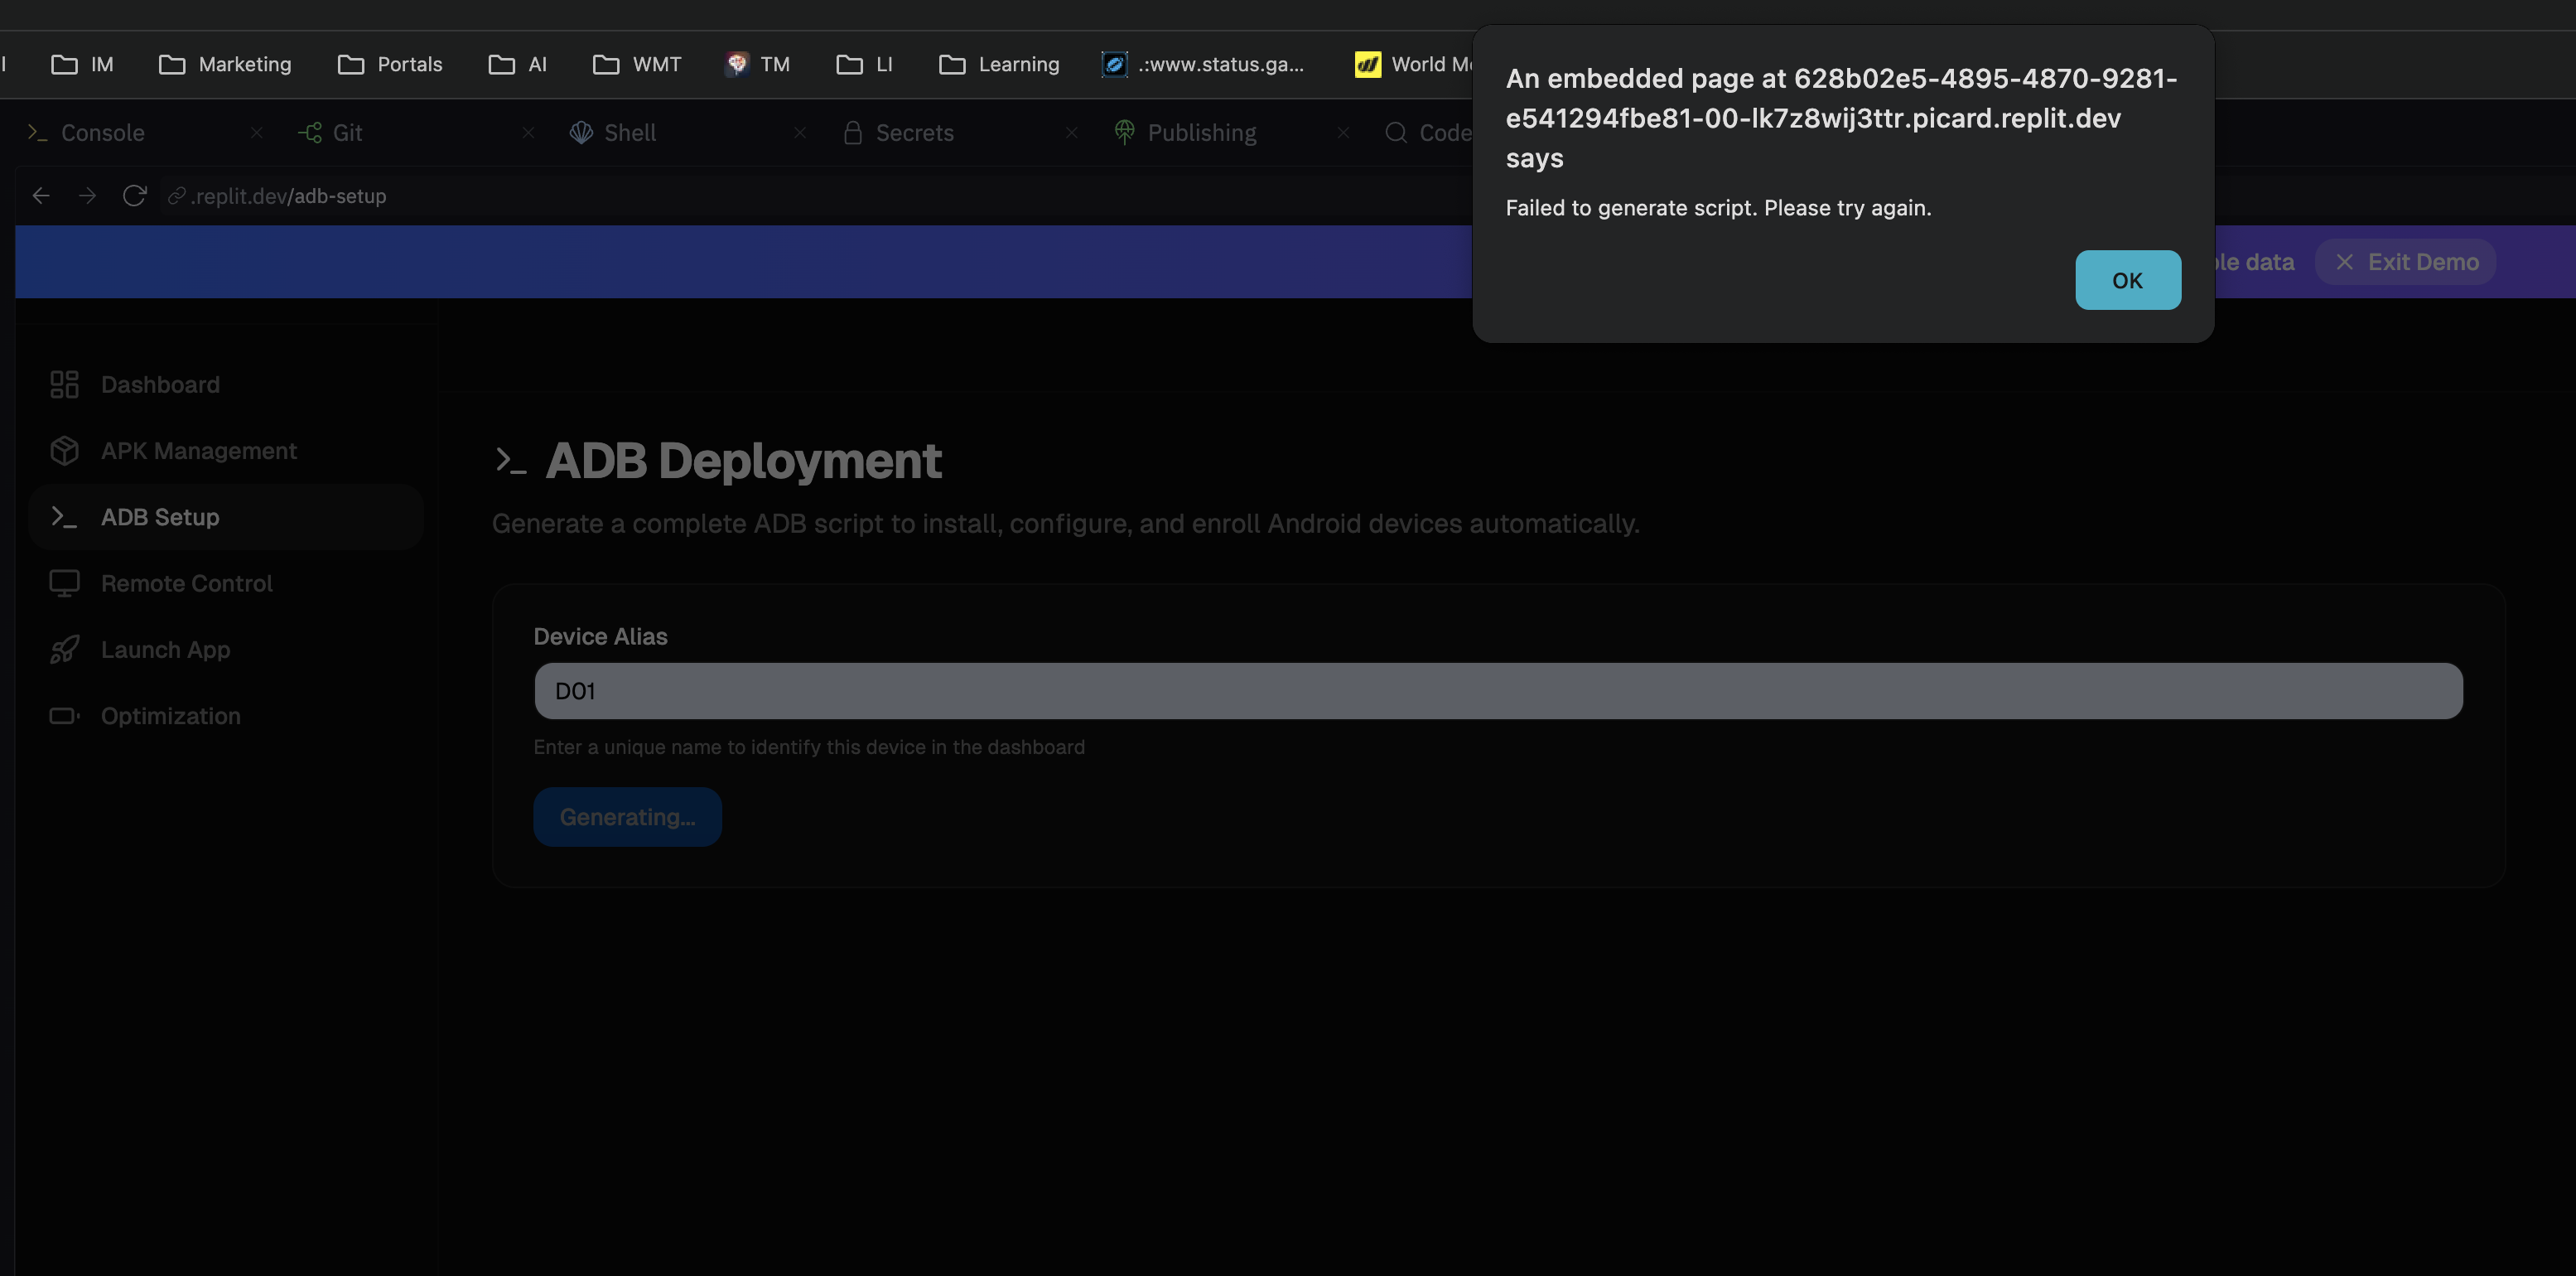 IM Marketing Portals AI WMT TM LI Learning .:www.status.ga... World
An embedded page at 628b02e5-4895-4870-9281-
e541294fbe81-00-lk7z8wij3ttr.picard.replit.dev
says
Failed to generate script. Please try again.
OK
Console Git Shell Secrets Publishing Code
.replit.dev/adb-setup
data Exit Demo
Dashboard
APK Management
ADB Setup
Remote Control
Launch App
Optimization
>_ ADB Deployment
Generate a complete ADB script to install, configure, and enroll Android devices automatically.
Device Alias
D01
Enter a unique name to identify this device in the dashboard
Generating...